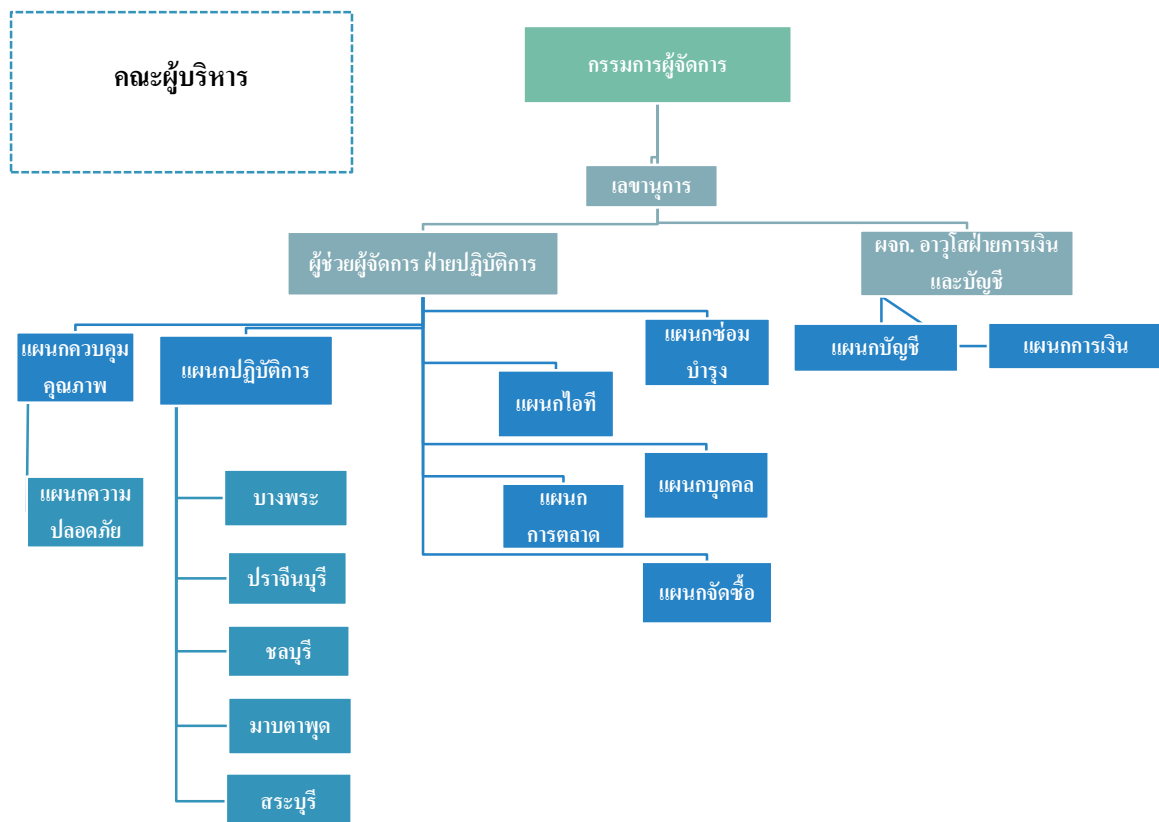 คณะผู้บริหาร
กรรมการผู้จัดการ
เลขานุการ
ผู้ช่วยผู้จัดการ ฝ่ายปฏิบัติการ
ผจก. อาวุโสฝ่ายการเงิน
และบัญชี
แผนกควบคุม
คุณภาพ
แผนกปฏิบัติการ
แผนกซ่อม
บำรุง
แผนกบัญชี
แผนกการเงิน
แผนกไอที
แผนกความ
ปลอดภัย
บางพระ
แผนก
การตลาด
แผนกบุคคล
ปราจีนบุรี
แผนกจัดซื้อ
ชลบุรี
มาบตาพุด
สระบุรี